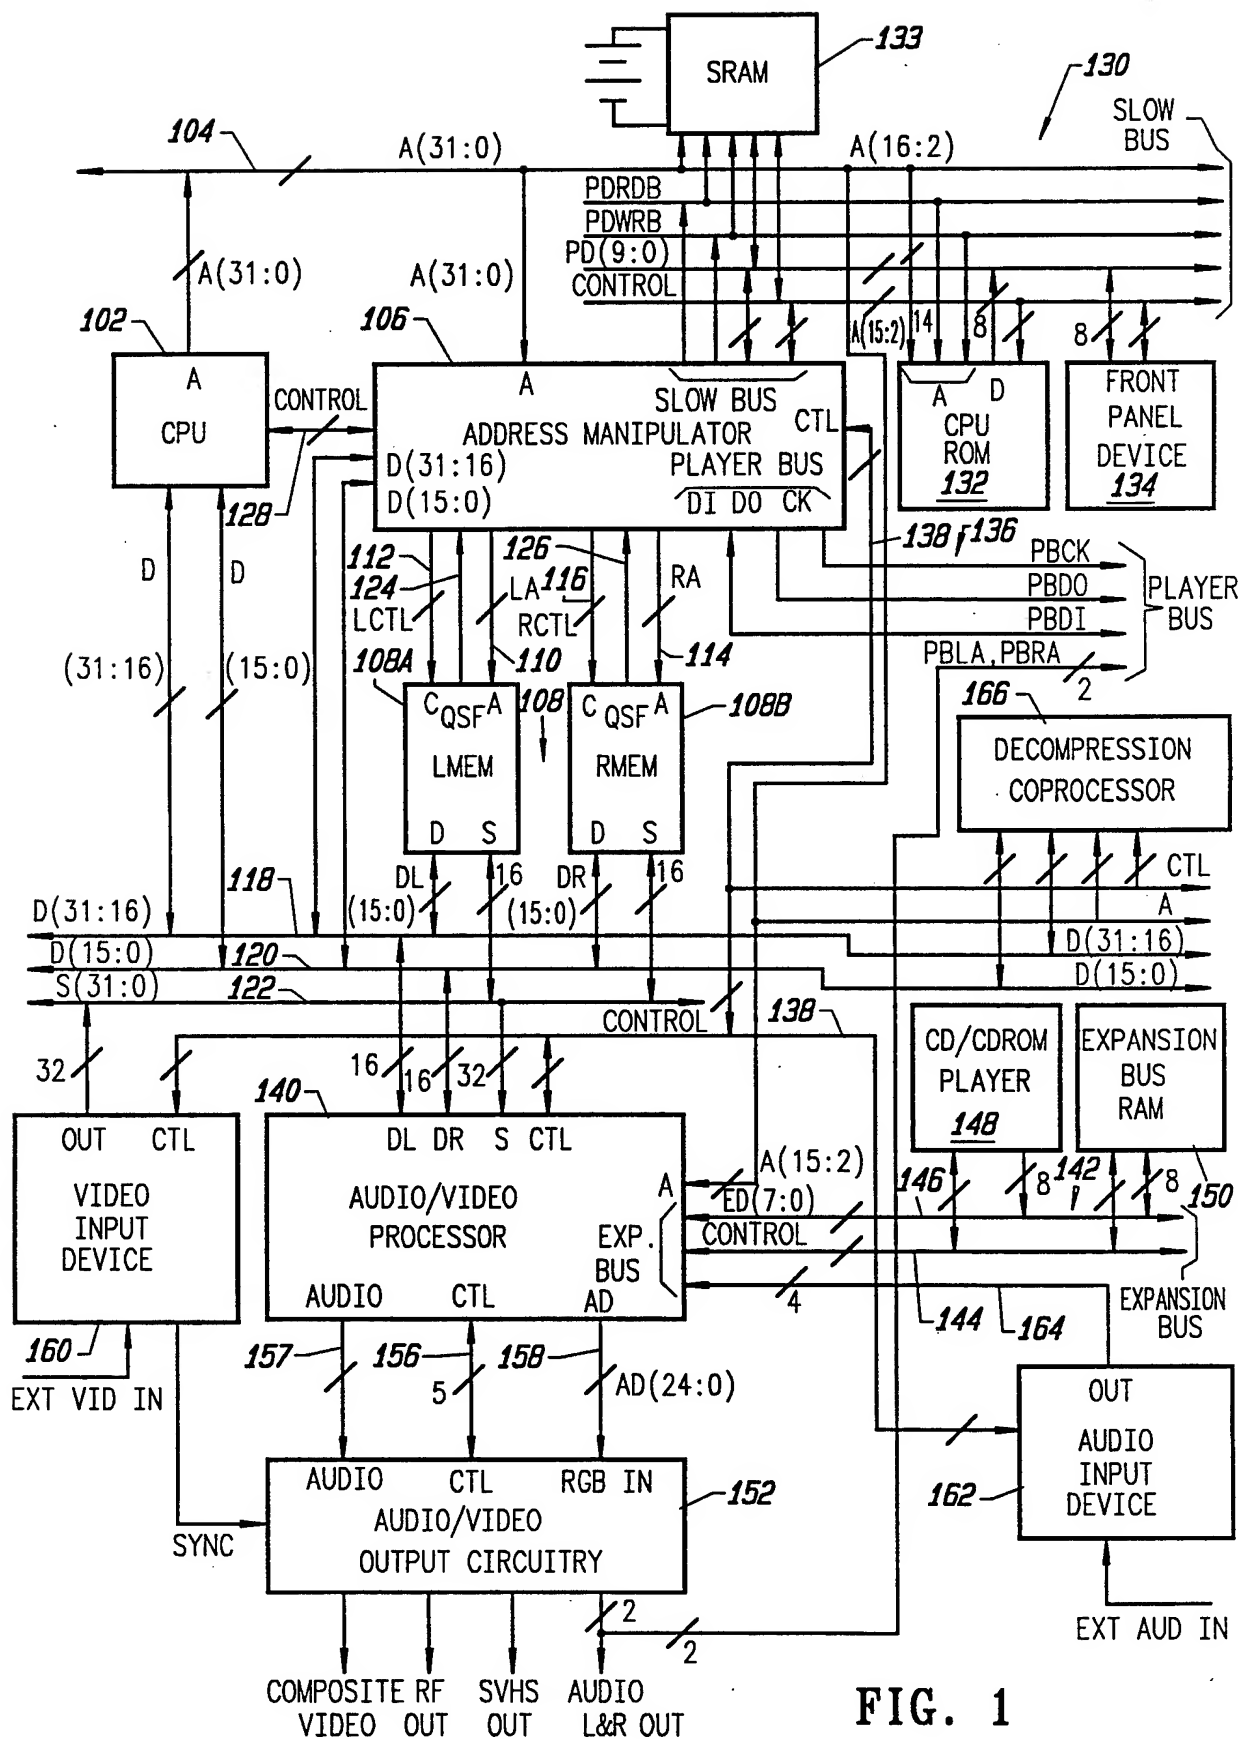 133
SRAM
130
SLOW
BUS
104
A(31:0)
A(16:2)
PDRDB
PDWRB
PD(9:0)
CONTROL
A(31:0)
A(31:0)
102
106
A(15:2)
14
8
8
A
CPU
CONTROL
A
SLOW BUS
CTL
ADDRESS MANIPULATOR
D(31:16)
PLAYER BUS
D(15:0)
DI DO CK
A
D
CPU
ROM
132
FRONT
PANEL
DEVICE
134
128
138
136
PBCK
PBDO
PBDI
PBLA, PBRA
2
PLAYER
BUS
D
D
112
124
LCTL
LA
126
116
RCTL
RA
(31:16)
(15:0)
108A
110
108
114
108B
C QSF A
LMEM
D S
C QSF A
RMEM
D S
166
DECOMPRESSION
COPROCESSOR
DL
(15:0)
16
DR
(15:0)
16
CTL
A
D(31:16)
D(15:0)
118
D(31:16)
D(15:0)
120
S(31:0)
122
CONTROL
138
32
16
16
32
140
CD/CDROM
PLAYER
148
EXPANSION
BUS
RAM
OUT CTL
VIDEO
INPUT
DEVICE
DL DR S CTL
AUDIO/VIDEO
PROCESSOR
A
EXP.
BUS
AUDIO
CTL
AD
A(15:2)
ED(7:0)
CONTROL
146
8
142
8
150
4
144
164
EXPANSION
BUS
160
EXT VID IN
157
156
158
5
AD(24:0)
OUT
AUDIO
INPUT
DEVICE
162
AUDIO
CTL
RGB IN
AUDIO/VIDEO
OUTPUT CIRCUITRY
152
SYNC
2
2
EXT AUD IN
COMPOSITE
VIDEO
RF
OUT
SVHS
OUT
AUDIO
L&R OUT
FIG. 1